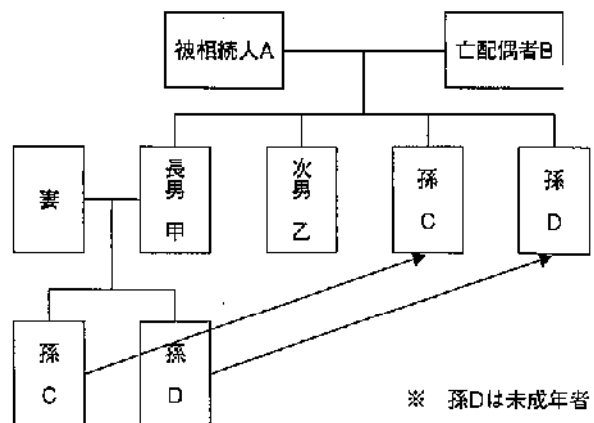 被相続人A
亡配偶者B
妻
長男 甲
次男 乙
孫 C
孫 D
孫 C
孫 D
※ 孫Dは未成年者